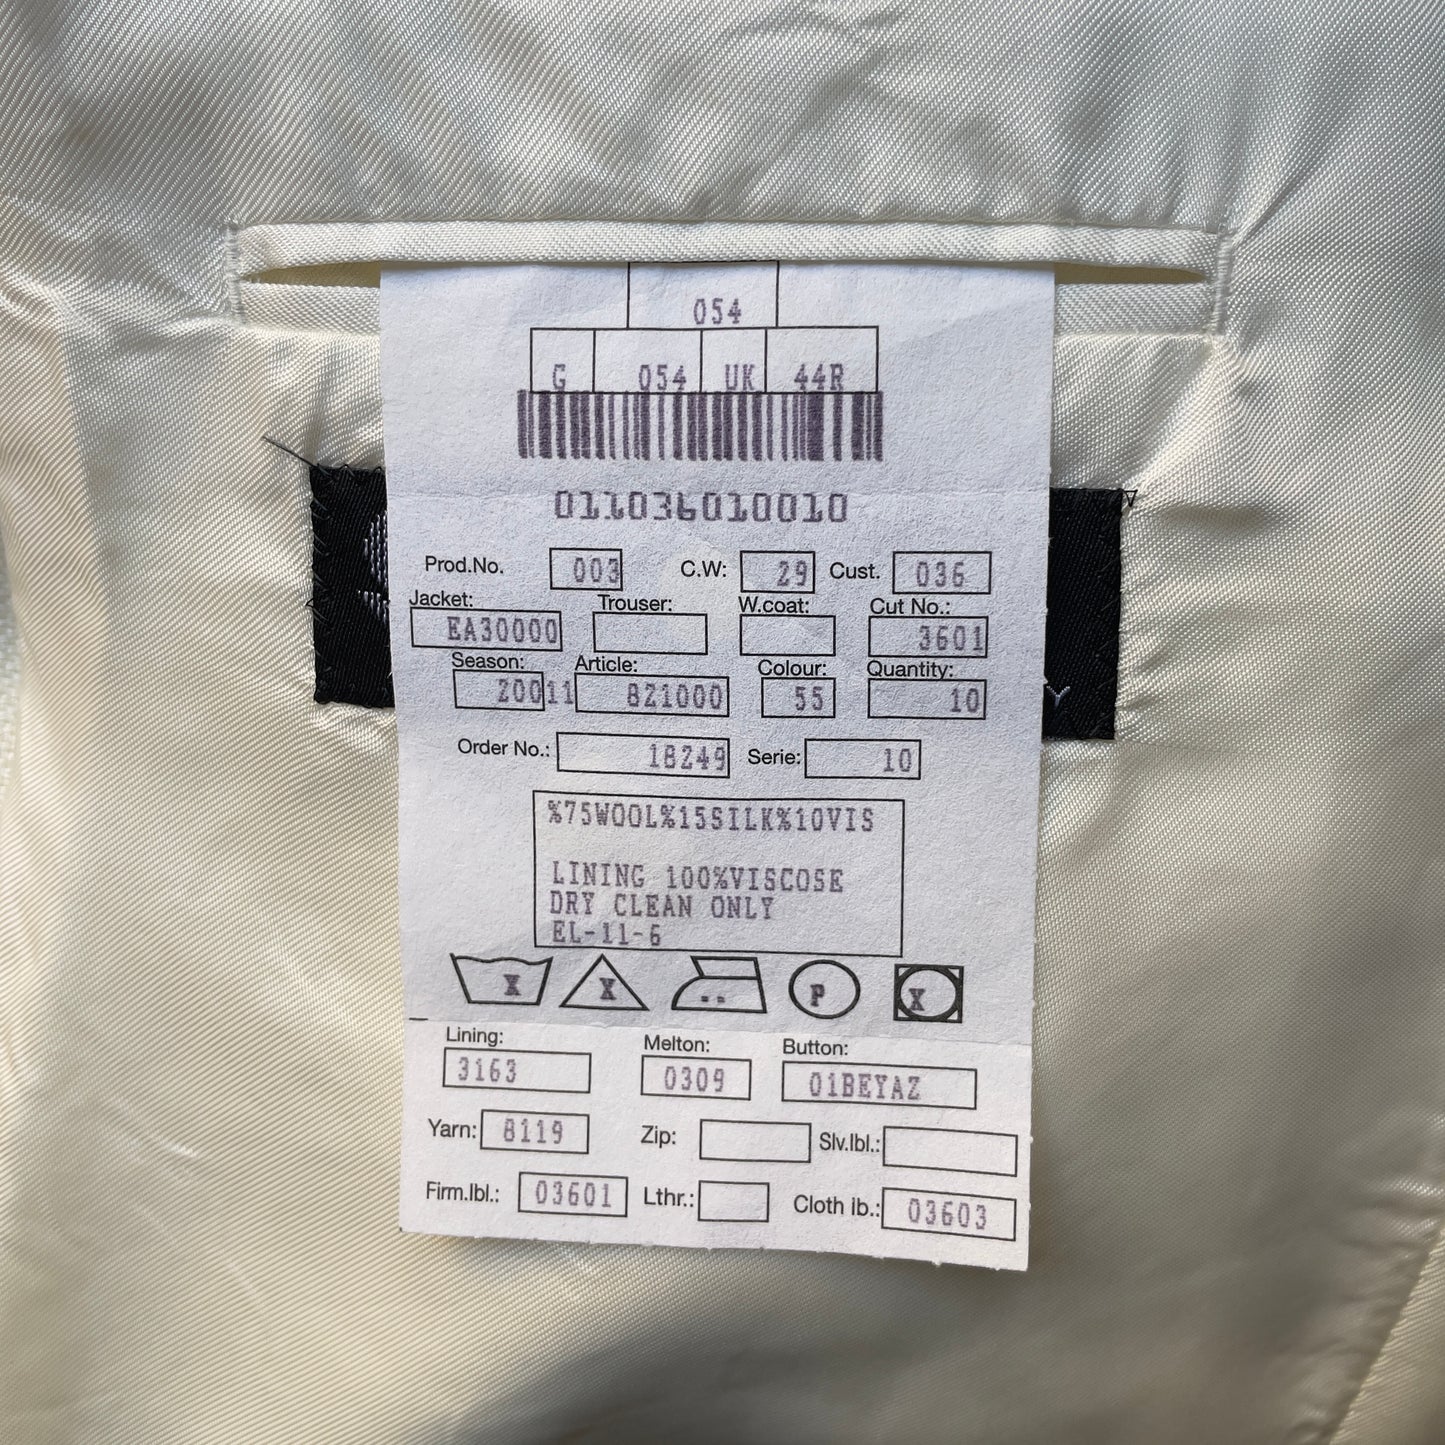 054
G 054 UK 44R
011036010010
Prod.No. 003 C.W: 29 Cust. 036
Jacket: Trouser: W.coat: Cut No.:
EA30000 3601
Season: Article: Colour: Quantity:
20011 821000 55 10
Order No.: 18249 Serie: 10
%75WOOL%15SILK%10VIS
LINING 100%VISCOSE
DRY CLEAN ONLY
EL-11-6
X X P X
Lining: Melton: Button:
3163 0309 01BEYAZ
Yarn: 8119 Zip: Slv.lbl.:
Firm.lbl.: 03601 Lthr.: Cloth ib.: 03603
Y